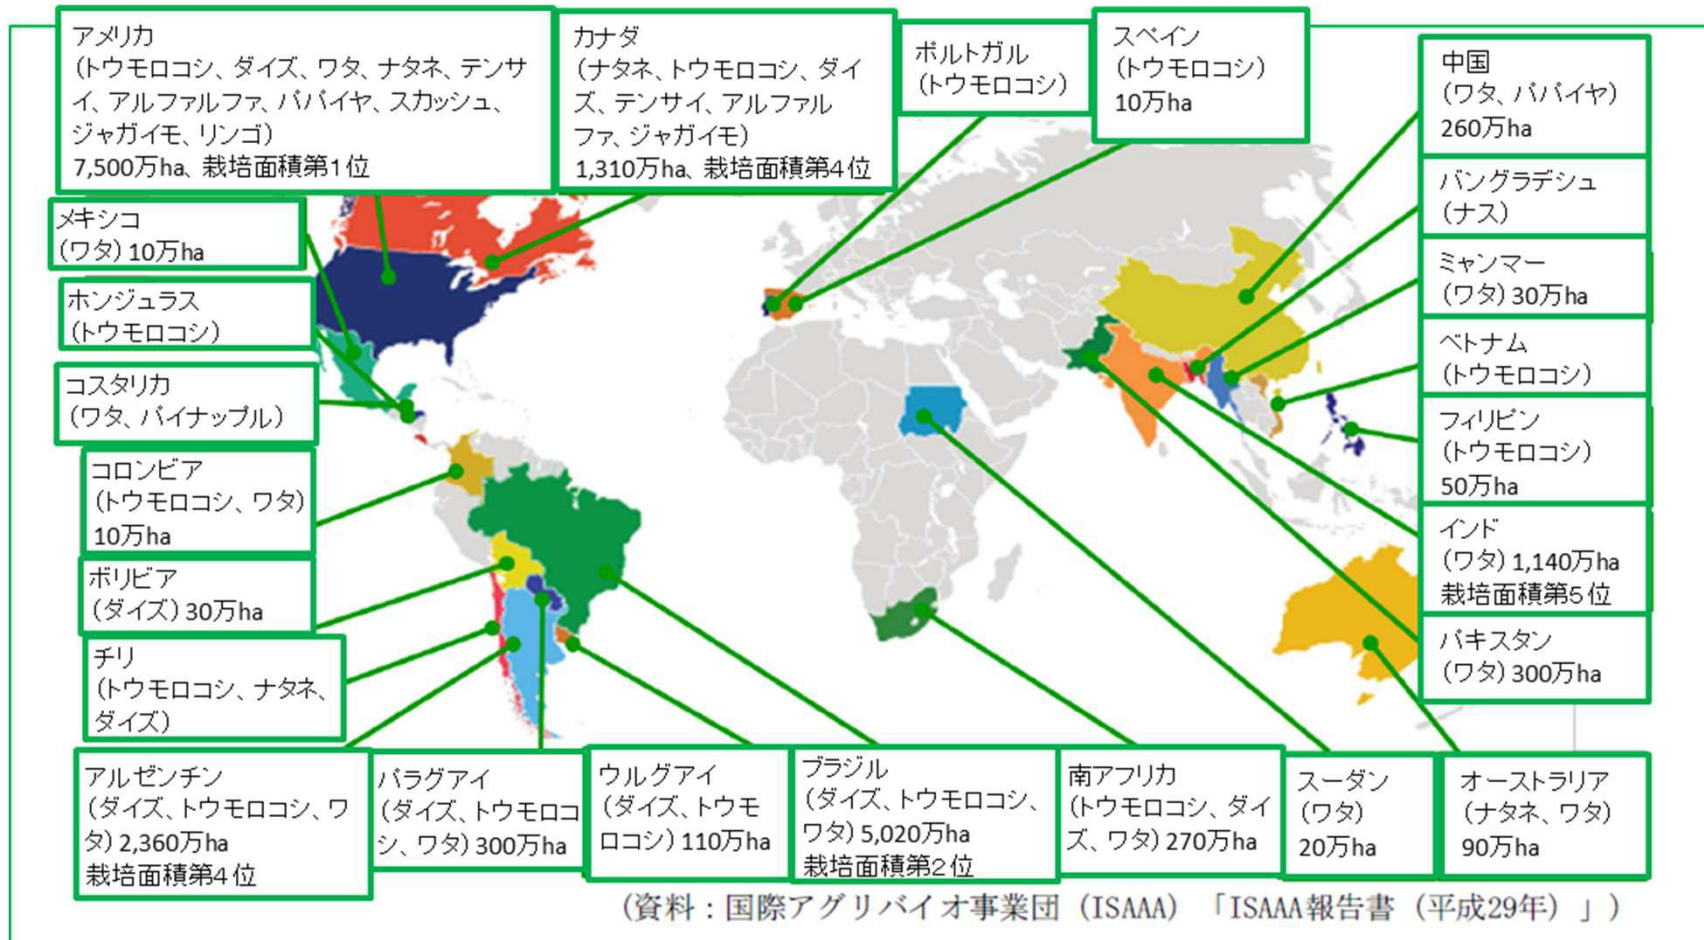 アメリカ
(トウモロコシ、ダイズ、ワタ、ナタネ、テンサ
イ、アルファルファ、パパイヤ、スカッシュ、
ジャガイモ、リンゴ)
7,500万ha、栽培面積第1位
カナダ
(ナタネ、トウモロコシ、ダイ
ズ、テンサイ、アルファル
ファ、ジャガイモ)
1,310万ha、栽培面積第4位
ポルトガル
(トウモロコシ)
スペイン
(トウモロコシ)
10万ha
中国
(ワタ、パパイヤ)
260万ha
バングラデシュ
(ナス)
ミャンマー
(ワタ) 30万ha
ベトナム
(トウモロコシ)
フィリピン
(トウモロコシ)
50万ha
インド
(ワタ) 1,140万ha
栽培面積第5位
パキスタン
(ワタ) 300万ha
メキシコ
(ワタ) 10万ha
ホンジュラス
(トウモロコシ)
コスタリカ
(ワタ、パイナップル)
コロンビア
(トウモロコシ、ワタ)
10万ha
ボリビア
(ダイズ) 30万ha
チリ
(トウモロコシ、ナタネ、
ダイズ)
アルゼンチン
(ダイズ、トウモロコシ、ワ
タ) 2,360万ha
栽培面積第4位
パラグアイ
(ダイズ、トウモロコ
シ、ワタ) 300万ha
ウルグアイ
(ダイズ、トウモ
ロコシ) 110万ha
ブラジル
(ダイズ、トウモロコシ、
ワタ) 5,020万ha
栽培面積第2位
南アフリカ
(トウモロコシ、ダイ
ズ、ワタ) 270万ha
スーダン
(ワタ)
20万ha
オーストラリア
(ナタネ、ワタ)
90万ha
(資料：国際アグリバイオ事業団 (ISAAA) 「ISAAA報告書 (平成29年) 」)